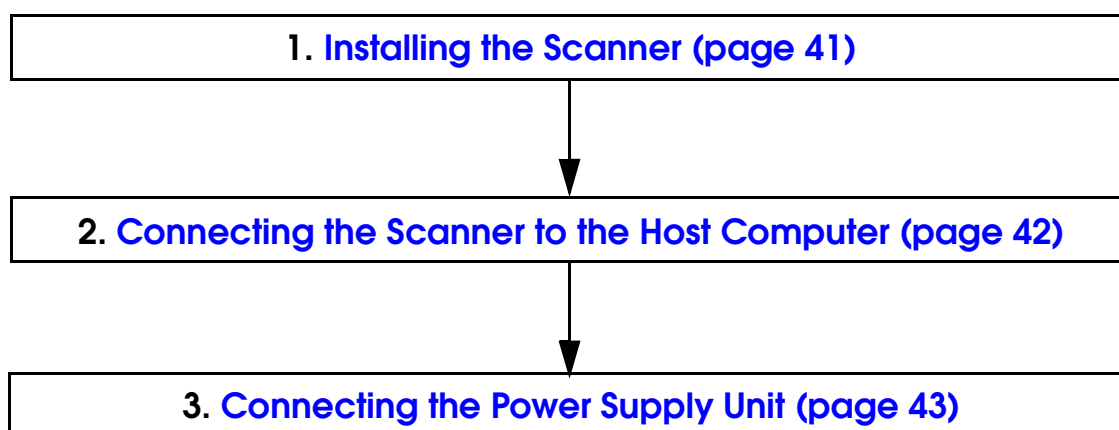 1. Installing the Scanner (page 41)
2. Connecting the Scanner to the Host Computer (page 42)
3. Connecting the Power Supply Unit (page 43)